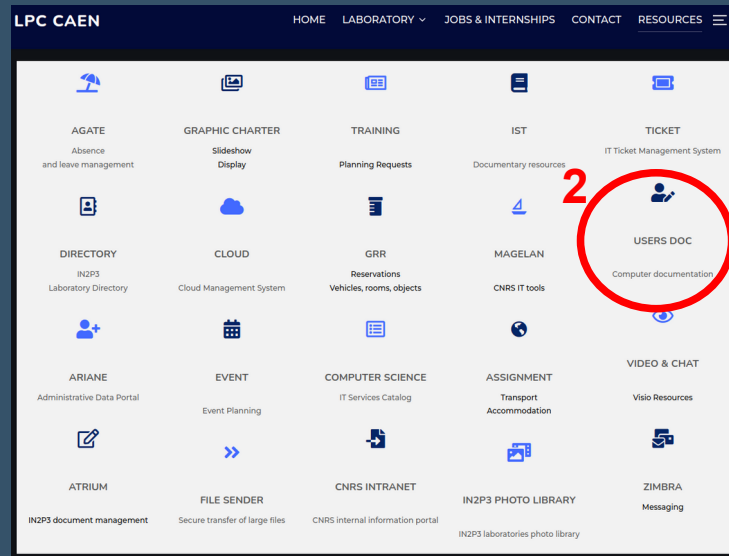 LPC CAEN
HOME LABORATORY JOBS & INTERNSHIPS CONTACT RESOURCES
AGATE
Absence
and leave management
GRAPHIC CHARTER
Slideshow
Display
TRAINING
Planning Requests
IST
Documentary resources
TICKET
IT Ticket Management System
2
DIRECTORY
IN2P3
Laboratory Directory
CLOUD
Cloud Management System
GRR
Reservations
Vehicles, rooms, objects
MAGELAN
CNRS IT tools
USERS DOC
Computer documentation
ARIANE
Administrative Data Portal
EVENT
Event Planning
COMPUTER SCIENCE
IT Services Catalog
ASSIGNMENT
Transport
Accommodation
VIDEO & CHAT
Visio Resources
ATRIUM
IN2P3 document management
FILE SENDER
Secure transfer of large files
CNRS INTRANET
CNRS internal information portal
IN2P3 PHOTO LIBRARY
IN2P3 laboratories photo library
ZIMBRA
Messaging